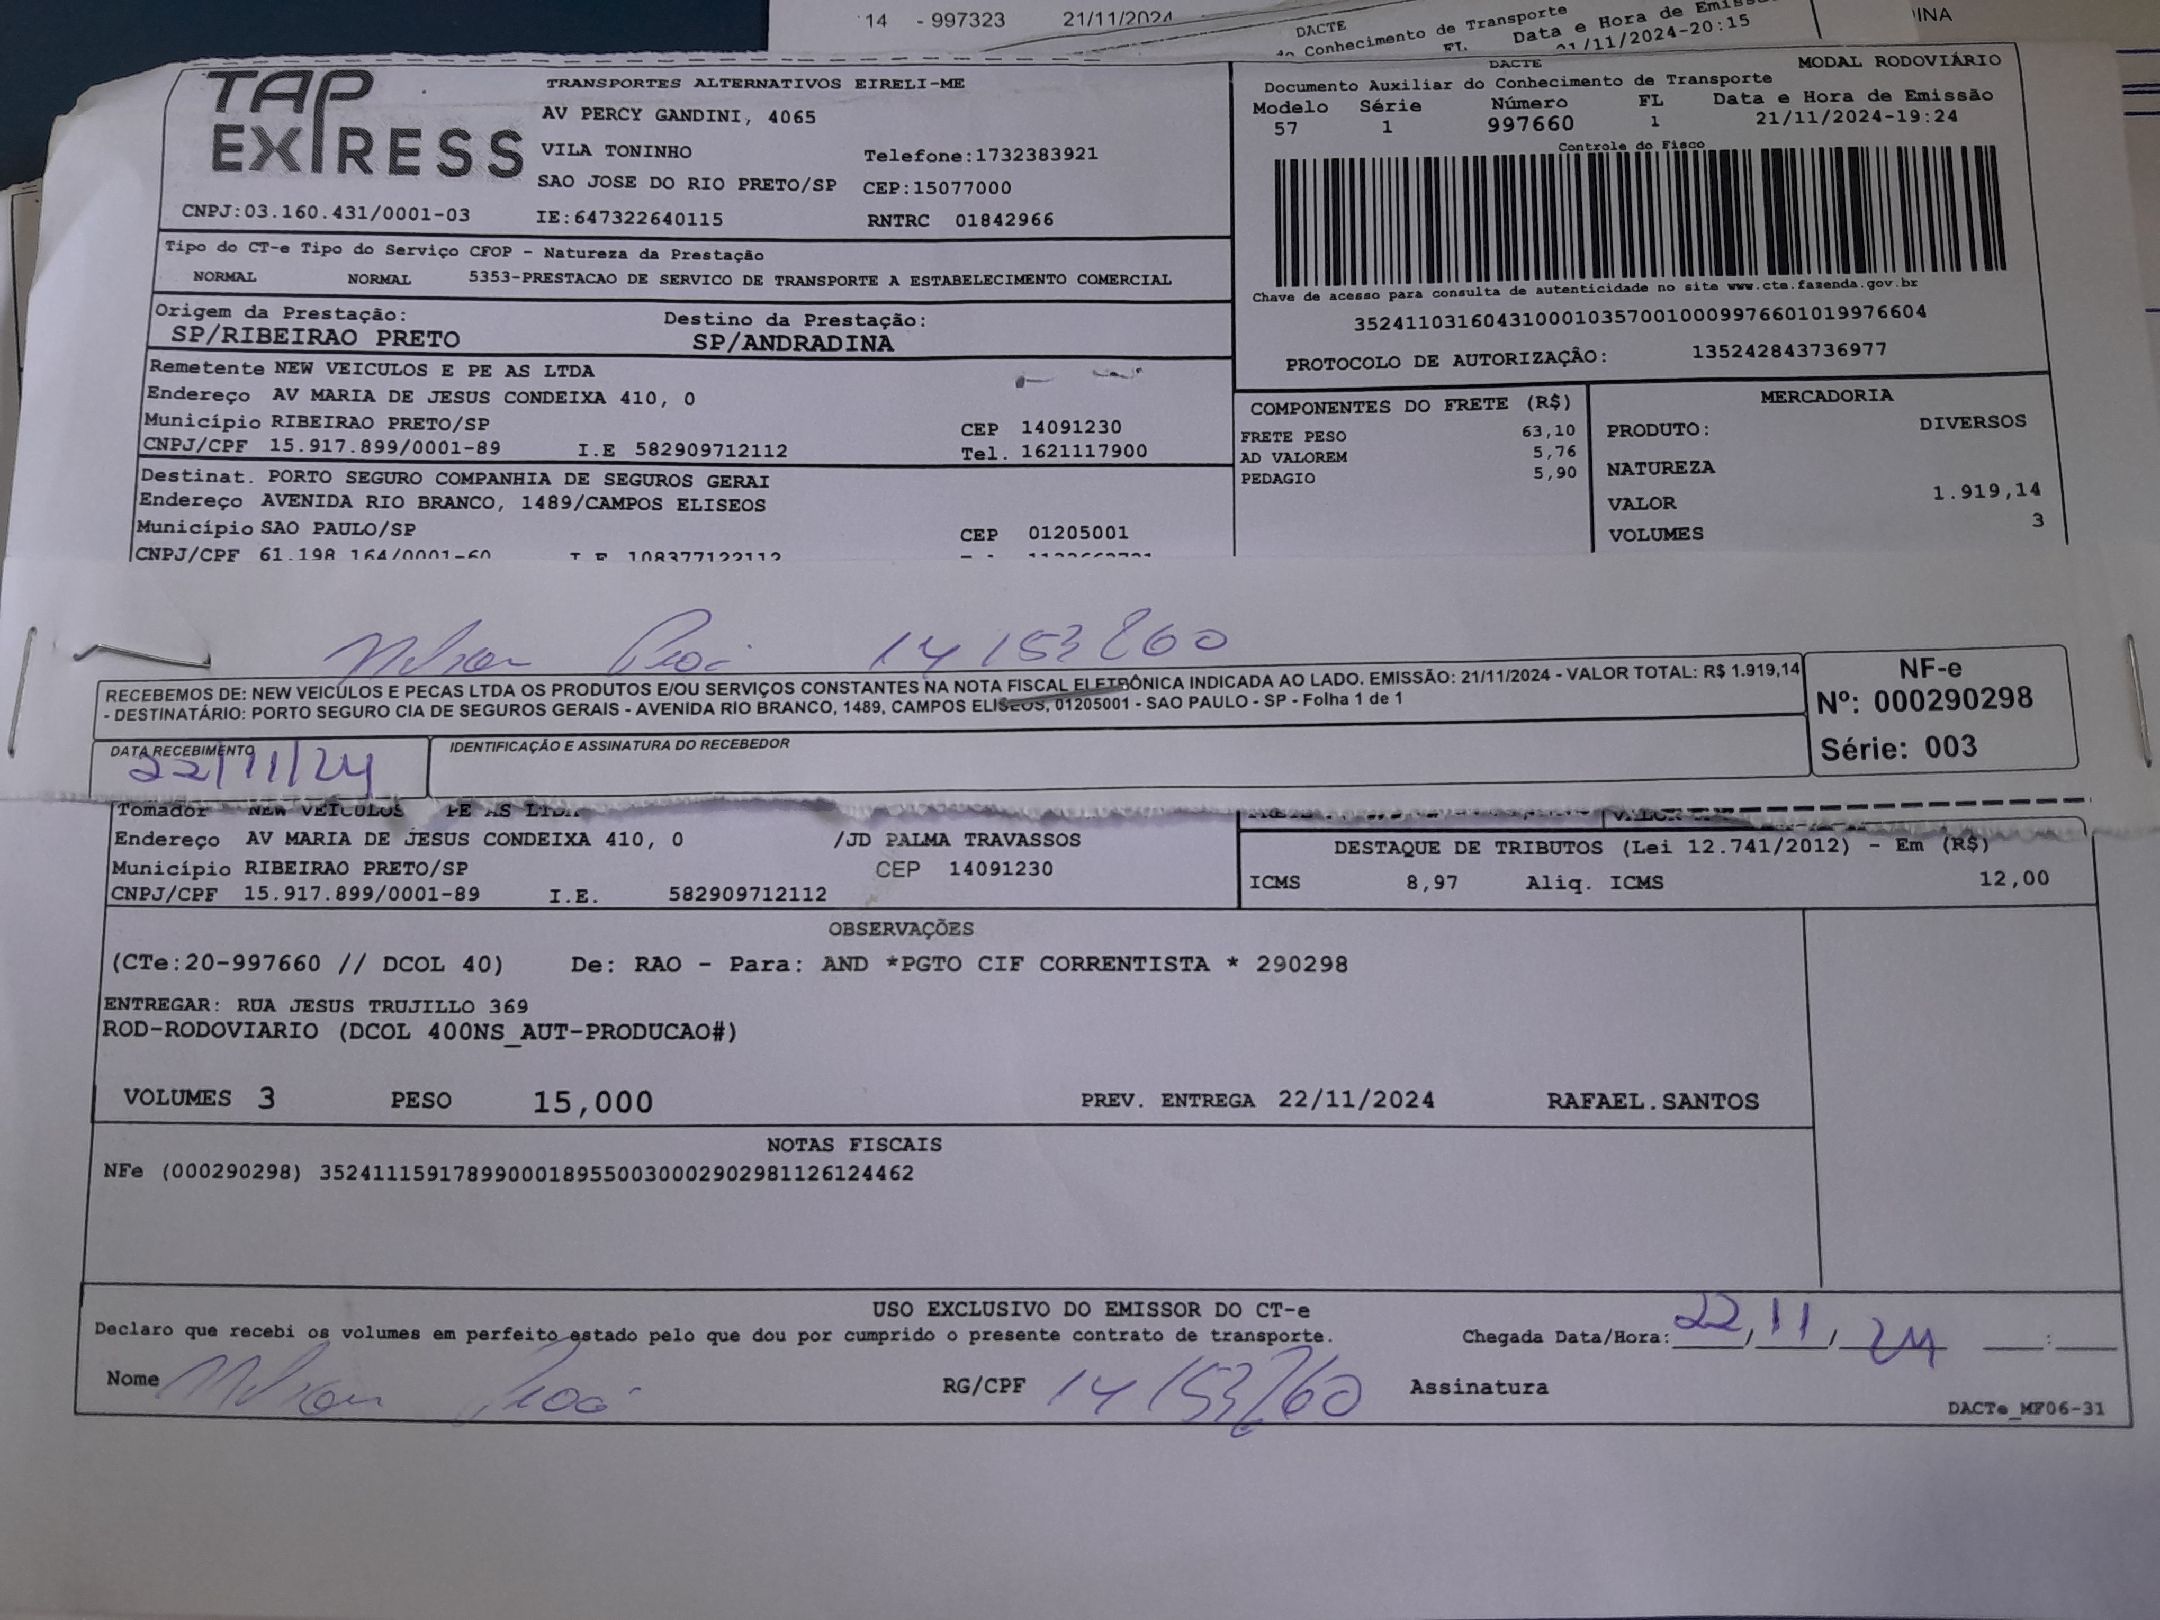 14 - 997323 21/11/2024
DACTE
Conhecimento de Transporte
FL Data e Hora de
21/11/2024-20:15
INA
TAP EXPRESS
TRANSPORTES ALTERNATIVOS EIRELI-ME
AV PERCY GANDINI, 4065
VILA TONINHO Telefone:1732383921
SAO JOSE DO RIO PRETO/SP CEP:15077000
CNPJ:03.160.431/0001-03 IE:647322640115 RNTRC 01842966
Tipo do CT-e Tipo do Serviço CFOP - Natureza da Prestação
NORMAL NORMAL 5353-PRESTACAO DE SERVICO DE TRANSPORTE A ESTABELECIMENTO COMERCIAL
Origem da Prestação: Destino da Prestação:
SP/RIBEIRAO PRETO SP/ANDRADINA
Remetente NEW VEICULOS E PE AS LTDA
Endereço AV MARIA DE JESUS CONDEIXA 410, 0
Município RIBEIRAO PRETO/SP CEP 14091230
CNPJ/CPF 15.917.899/0001-89 I.E 582909712112 Tel. 1621117900
Destinat. PORTO SEGURO COMPANHIA DE SEGUROS GERAI
Endereço AVENIDA RIO BRANCO, 1489/CAMPOS ELISEOS
Município SAO PAULO/SP CEP 01205001
CNPJ/CPF 61.198.164/0001-60 I.E 108377122112
DACTE MODAL RODOVIÁRIO
Documento Auxiliar do Conhecimento de Transporte
Modelo Série Número FL Data e Hora de Emissão
57 1 997660 1 21/11/2024-19:24
Controle do Fisco
Chave de acesso para consulta de autenticidade no site www.cte.fazenda.gov.br
35241103160431000103570010009976601019976604
PROTOCOLO DE AUTORIZAÇÃO: 135242843736977
COMPONENTES DO FRETE (R$)
FRETE PESO 63,10
AD VALOREM 5,76
PEDAGIO 5,90
MERCADORIA
PRODUTO: DIVERSOS
NATUREZA
VALOR 1.919,14
VOLUMES 3
RECEBEMOS DE: NEW VEICULOS E PECAS LTDA OS PRODUTOS E/OU SERVIÇOS CONSTANTES NA NOTA FISCAL ELETRÔNICA INDICADA AO LADO. EMISSÃO: 21/11/2024 - VALOR TOTAL: R$ 1.919,14
- DESTINATÁRIO: PORTO SEGURO CIA DE SEGUROS GERAIS - AVENIDA RIO BRANCO, 1489, CAMPOS ELISEOS, 01205001 - SAO PAULO - SP - Folha 1 de 1
NF-e
Nº: 000290298
Série: 003
DATA RECEBIMENTO IDENTIFICAÇÃO E ASSINATURA DO RECEBEDOR
22/11/24
Tomador NEW VEICULOS PE AS LTDA
Endereço AV MARIA DE JESUS CONDEIXA 410, 0 /JD PALMA TRAVASSOS
Município RIBEIRAO PRETO/SP CEP 14091230
CNPJ/CPF 15.917.899/0001-89 I.E. 582909712112
DESTAQUE DE TRIBUTOS (Lei 12.741/2012) - Em (R$)
ICMS 8,97 Aliq. ICMS 12,00
OBSERVAÇÕES
(CTe:20-997660 // DCOL 40) De: RAO - Para: AND *PGTO CIF CORRENTISTA * 290298
ENTREGAR: RUA JESUS TRUJILLO 369
ROD-RODOVIARIO (DCOL 400NS_AUT-PRODUCAO#)
VOLUMES 3 PESO 15,000 PREV. ENTREGA 22/11/2024 RAFAEL.SANTOS
NOTAS FISCAIS
NFe (000290298) 35241115917899000189550030002902981126124462
USO EXCLUSIVO DO EMISSOR DO CT-e
Declaro que recebi os volumes em perfeito estado pelo que dou por cumprido o presente contrato de transporte. Chegada Data/Hora: 22/11/24 :
Nome RG/CPF Assinatura
DACTe_MF06-31